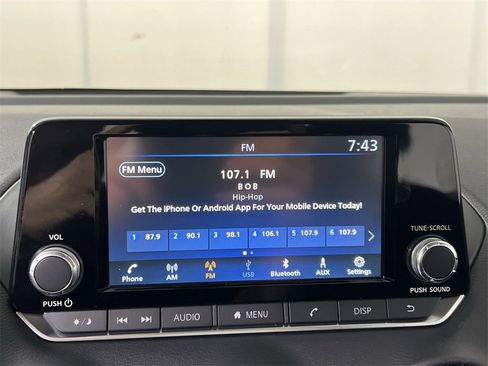 FM 7:43
FM Menu
107.1 FM
BOB
Hip-Hop
Get The iPhone Or Android App For Your Mobile Device Today!
1 87.9 2 90.1 3 98.1 4 106.1 5 107.9 6 107.9
Phone AM FM USB Bluetooth AUX Settings
VOL
PUSH
TUNE·SCROLL
PUSH SOUND
AUDIO MENU DISP